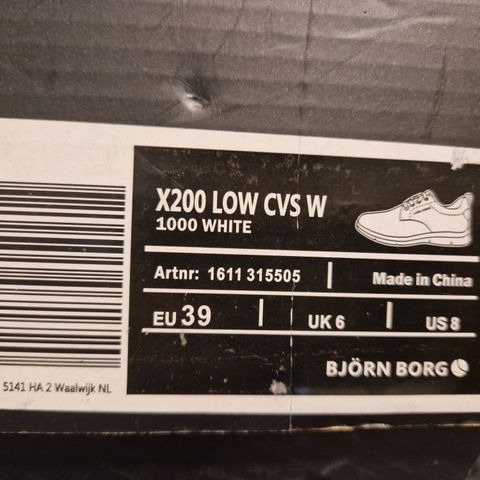 X200 LOW CVS W
1000 WHITE
Artnr: 1611 315505 | Made in China
EU 39 | UK 6 | US 8
BJÖRN BORG
5141 HA 2 Waalwijk NL